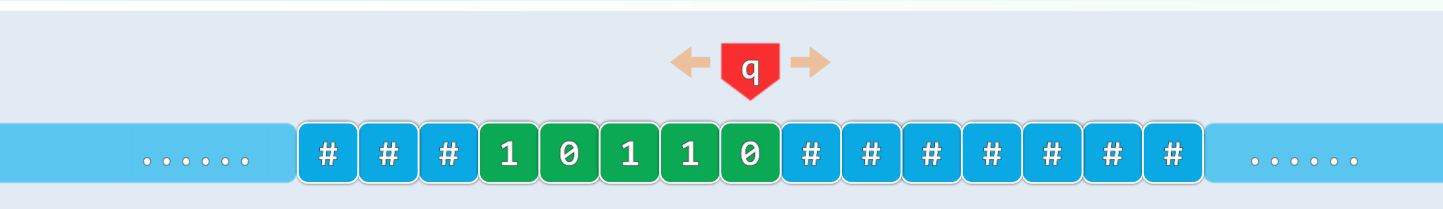 q
...... # # # 1 0 1 1 0 # # # # # # # ......